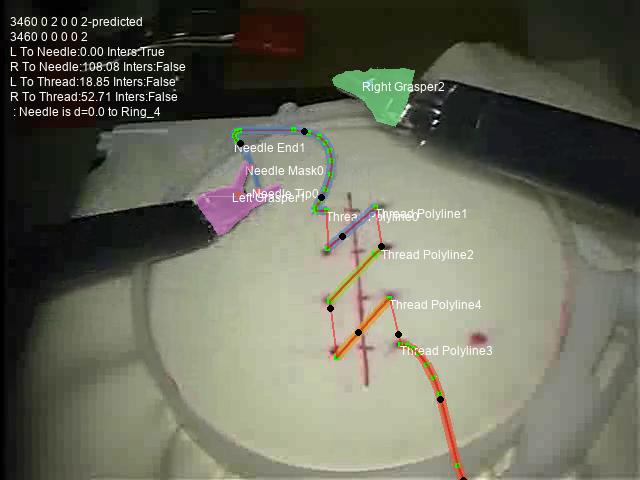 3460 0 2 0 0 2-predicted
3460 0 0 0 0 2
L To Needle:0.00 Inters:True
R To Needle:108.08 Inters:False
L To Thread:18.85 Inters:False
R To Thread:52.71 Inters:False
: Needle is d=0.0 to Ring_4
Right Grasper2
Needle End1
Needle Mask0
Needle Tip0
Left Grasper1
Thread Polyline0
Thread Polyline1
Thread Polyline2
Thread Polyline4
Thread Polyline3